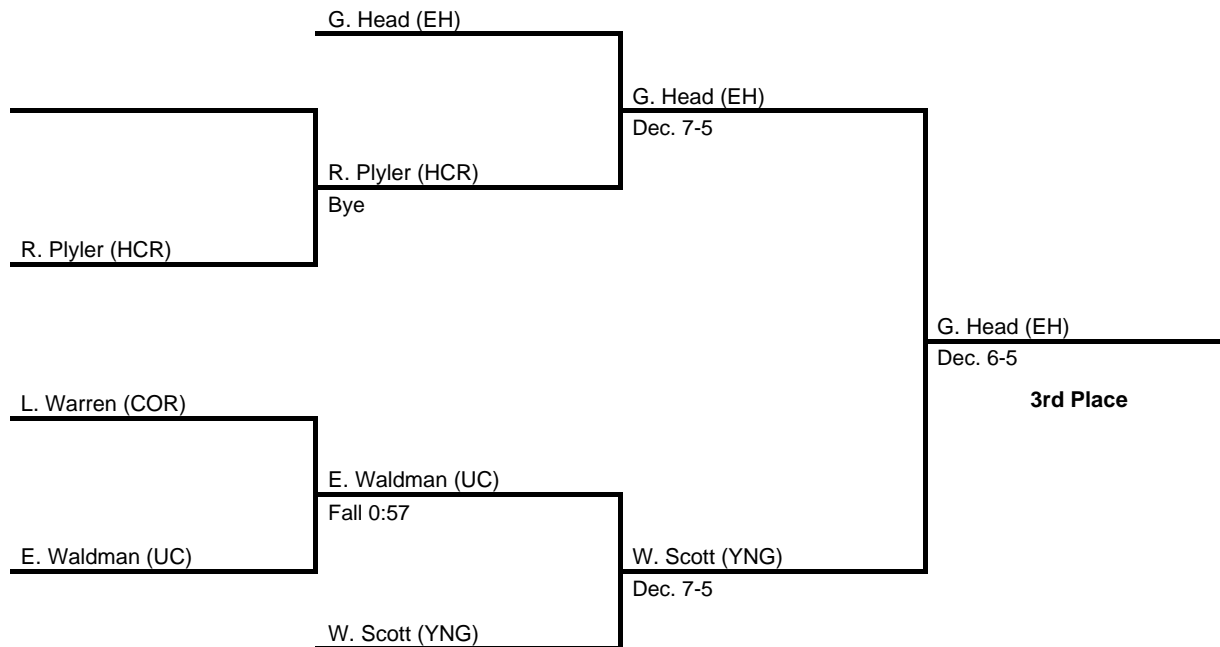 G. Head (EH)
G. Head (EH)
Dec. 7-5
R. Plyler (HCR)
Bye
R. Plyler (HCR)
G. Head (EH)
Dec. 6-5
3rd Place
L. Warren (COR)
E. Waldman (UC)
Fall 0:57
E. Waldman (UC)
W. Scott (YNG)
Dec. 7-5
W. Scott (YNG)